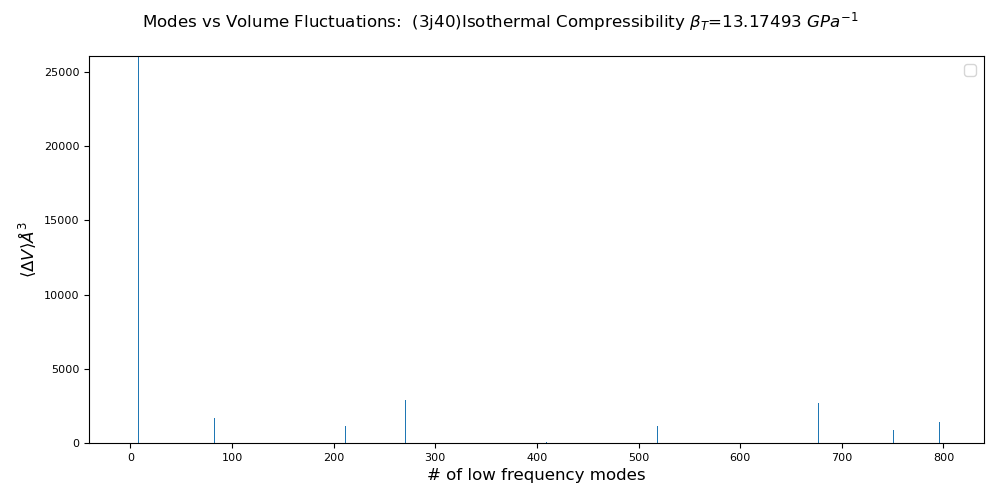 Modes vs Volume Fluctuations:  (3j40)Isothermal Compressibility β_T=13.17493 GPa⁻¹
25000
20000
15000
10000
5000
0
⟨ΔV⟩Å³
0 100 200 300 400 500 600 700 800
# of low frequency modes